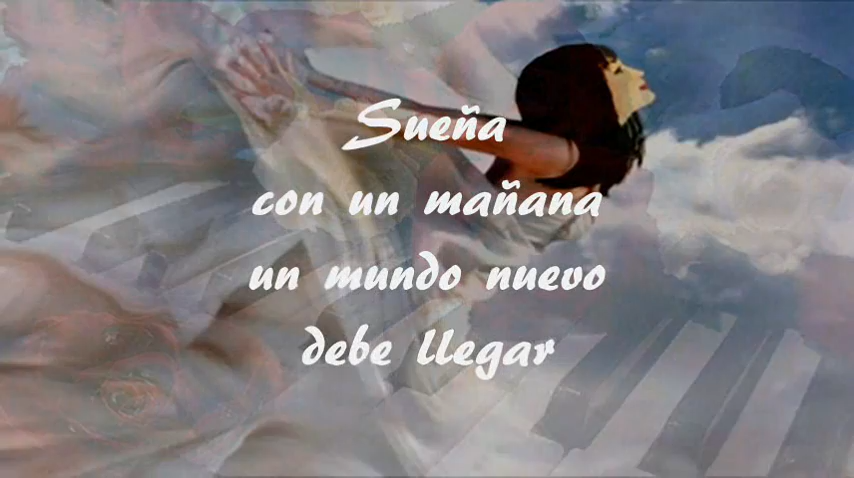 Sueña
con un mañana
un mundo nuevo
debe llegar